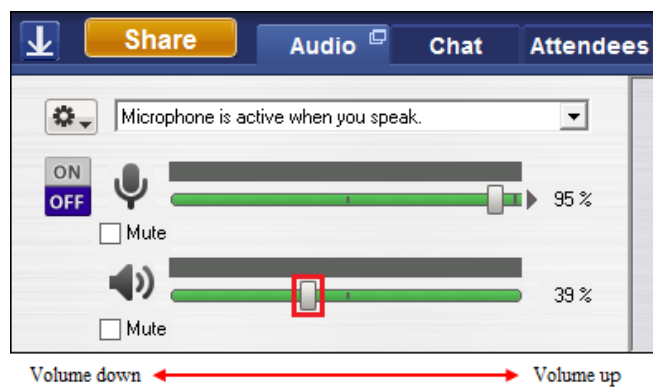 Share Audio Chat Attendees
Microphone is active when you speak.
ON
OFF
95 %
Mute
39 %
Mute
Volume down Volume up